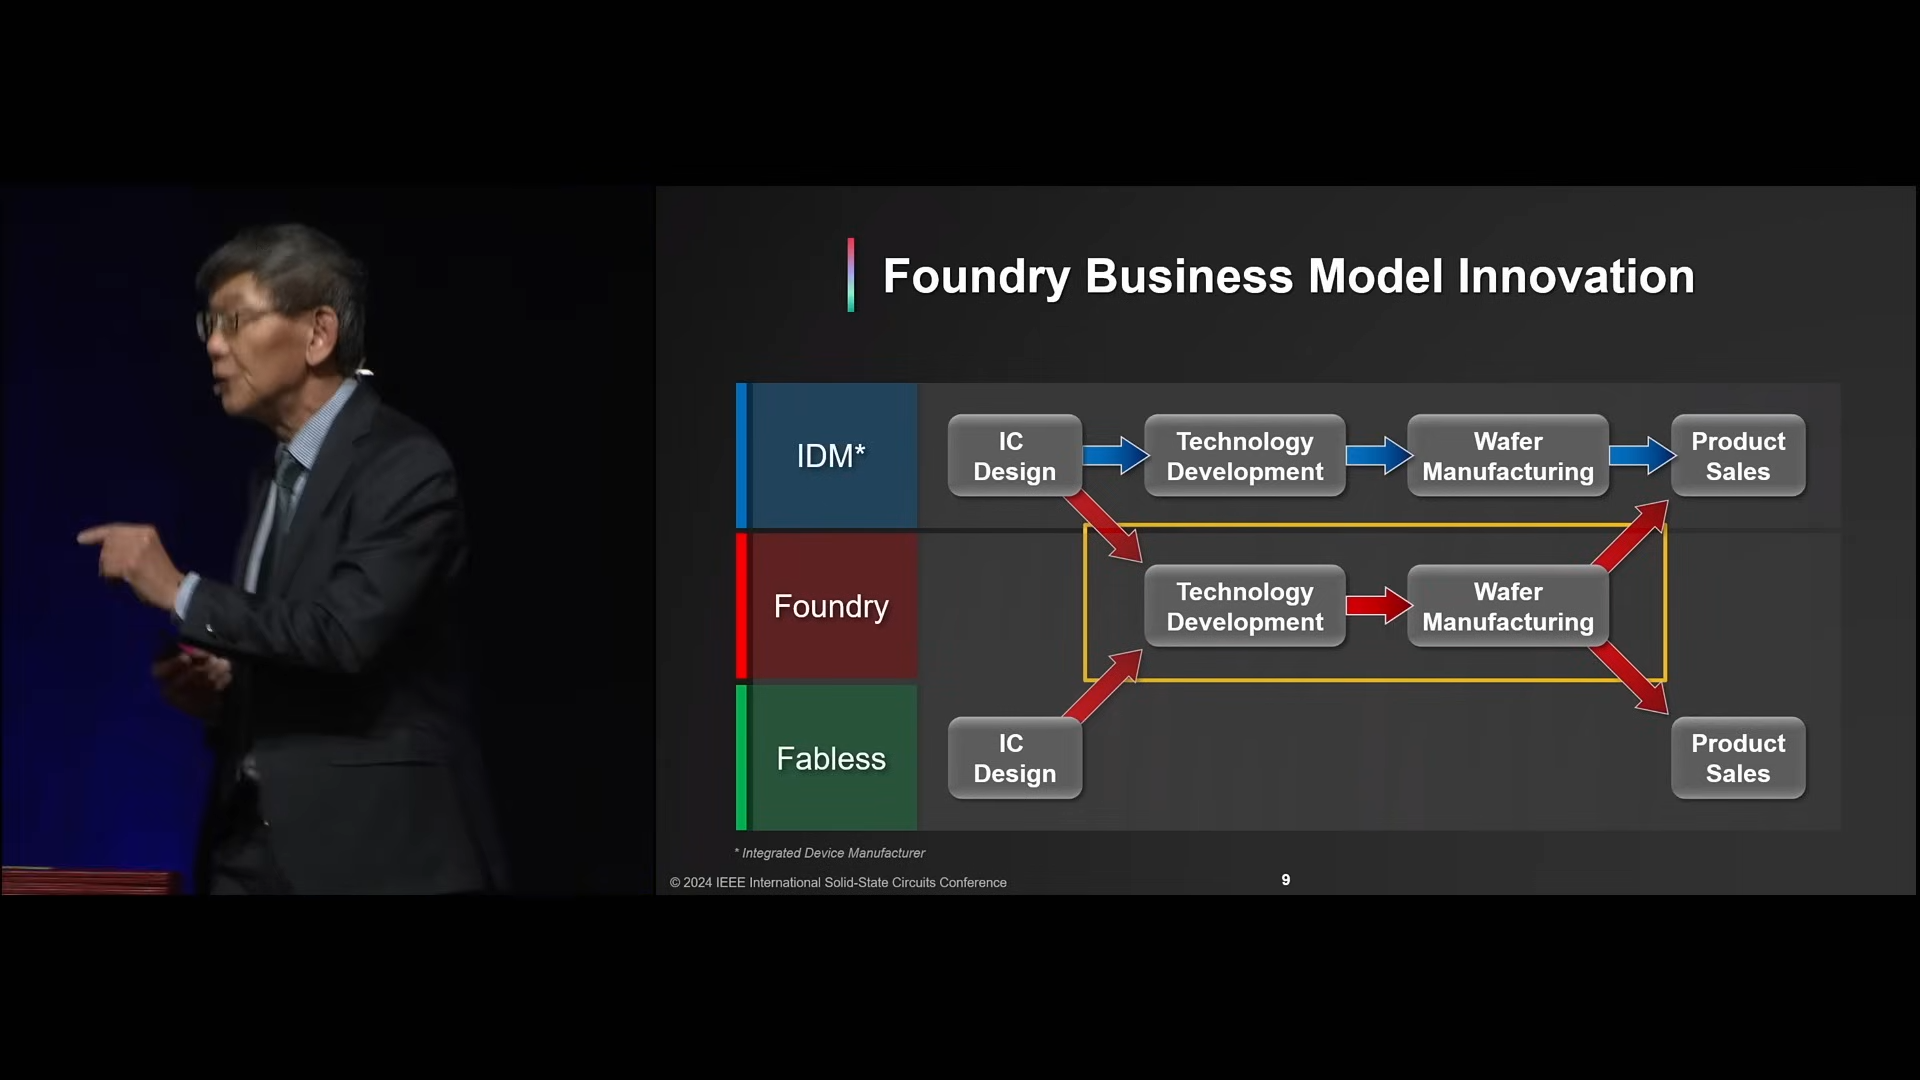 Foundry Business Model Innovation
IDM*
IC
Design
Technology
Development
Wafer
Manufacturing
Product
Sales
Foundry
Technology
Development
Wafer
Manufacturing
Fabless
IC
Design
Product
Sales
* Integrated Device Manufacturer
© 2024 IEEE International Solid-State Circuits Conference
9